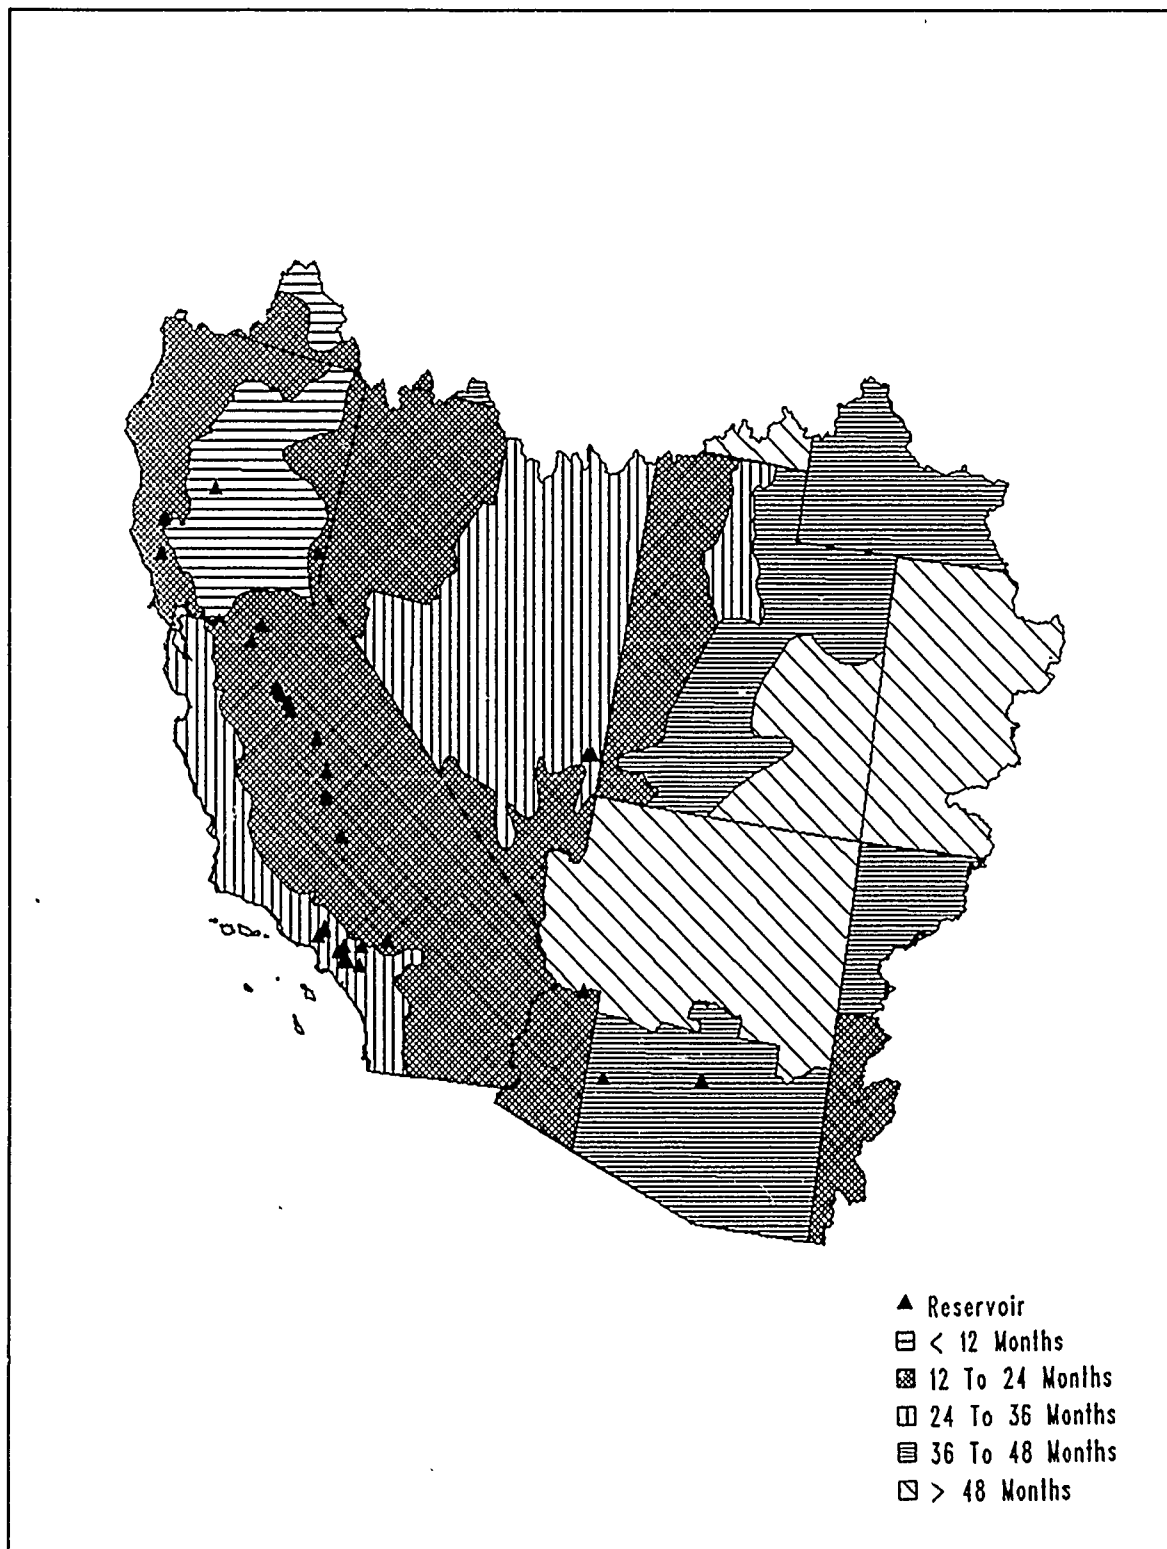 Reservoir
< 12 Months
12 To 24 Months
24 To 36 Months
36 To 48 Months
> 48 Months